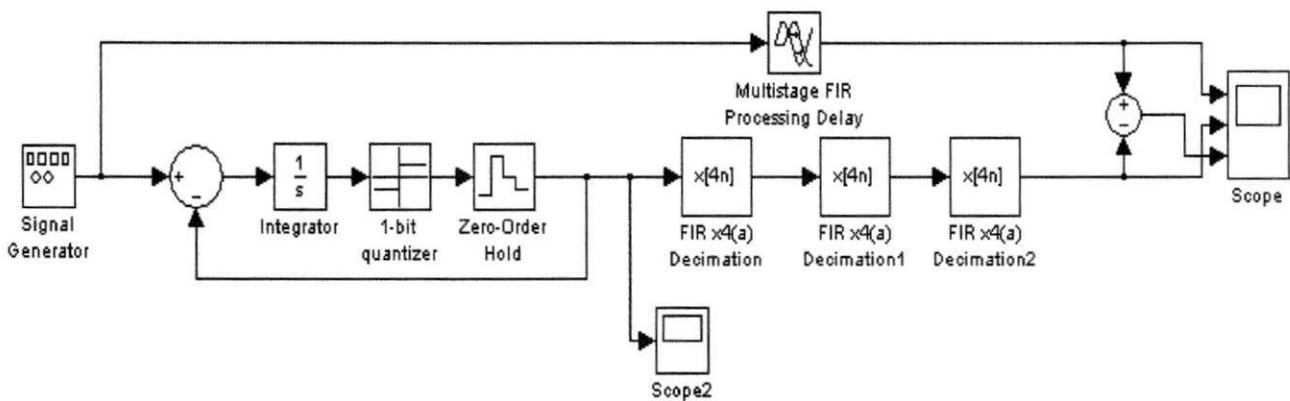 Multistage FIR
Processing Delay
+
−
Scope
Signal
Generator
+
−
1
s
Integrator
1-bit
quantizer
Zero-Order
Hold
x[4n]
FIR x4(a)
Decimation
x[4n]
FIR x4(a)
Decimation1
x[4n]
FIR x4(a)
Decimation2
Scope2